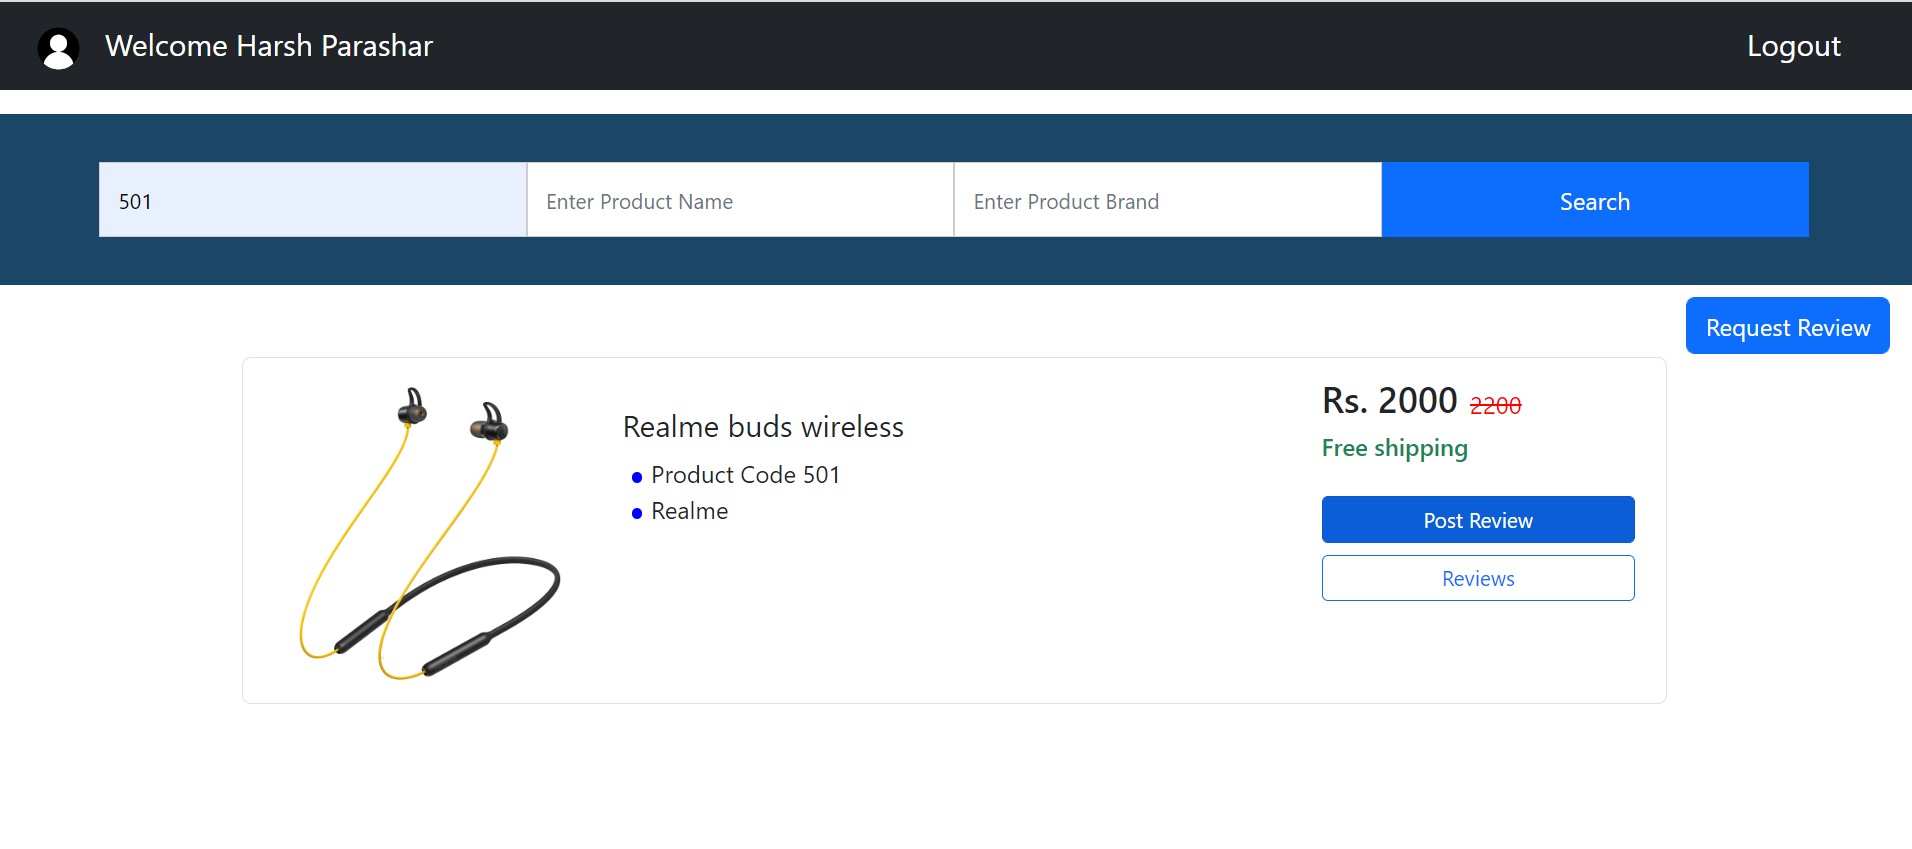 Welcome Harsh Parashar
Logout
501
Enter Product Name
Enter Product Brand
Search
Request Review
Realme buds wireless
Product Code 501
Realme
Rs. 2000 2200
Free shipping
Post Review
Reviews